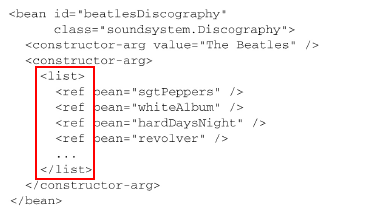 <bean id="beatlesDiscography"
      class="soundsystem.Discography">
  <constructor-arg value="The Beatles" />
  <constructor-arg>
    <list>
      <ref bean="sgtPeppers" />
      <ref bean="whiteAlbum" />
      <ref bean="hardDaysNight" />
      <ref bean="revolver" />
      ...
    </list>
  </constructor-arg>
</bean>